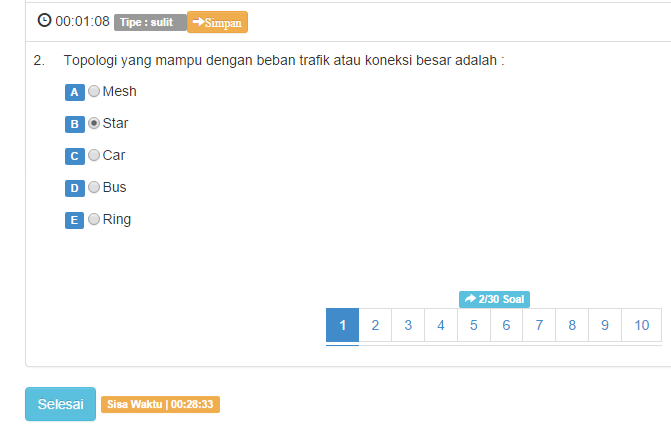 00:01:08 Tipe : sulit Simpan
2. Topologi yang mampu dengan beban trafik atau koneksi besar adalah :
A Mesh
B Star
C Car
D Bus
E Ring
2/30 Soal
1 2 3 4 5 6 7 8 9 10
Selesai Sisa Waktu | 00:28:33